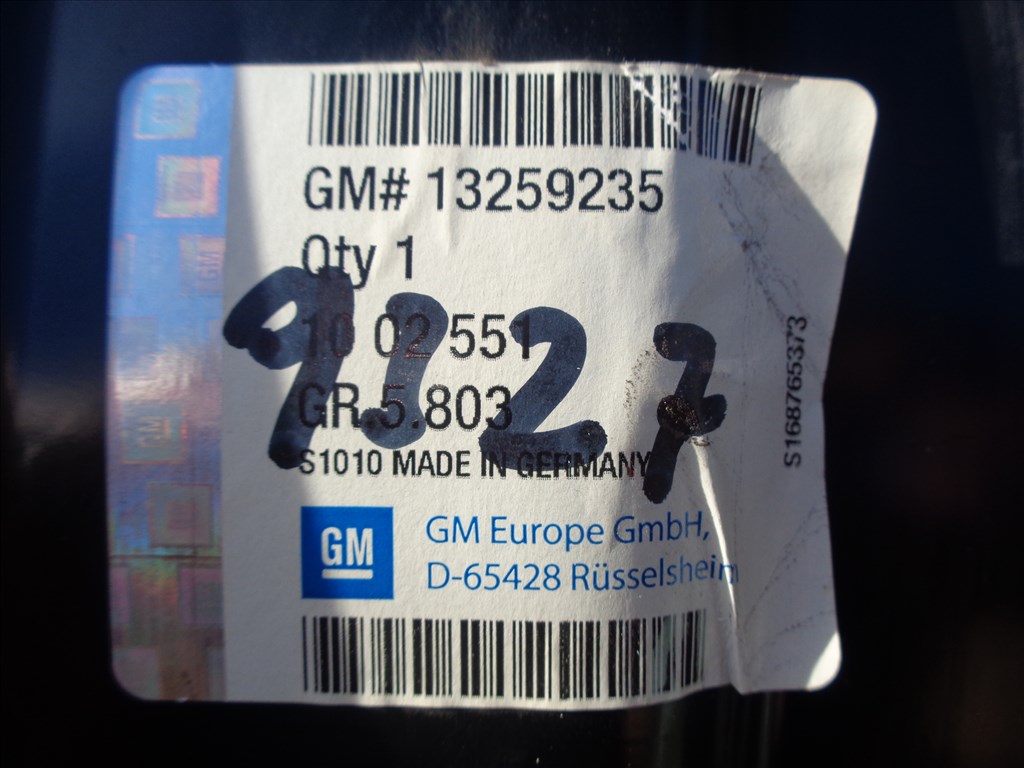 GM# 13259235
Qty 1
10 02 551
GR.5.803
S1010 MADE IN GERMANY
GM
GM Europe GmbH,
D-65428 Rüsselsheim
S168765373